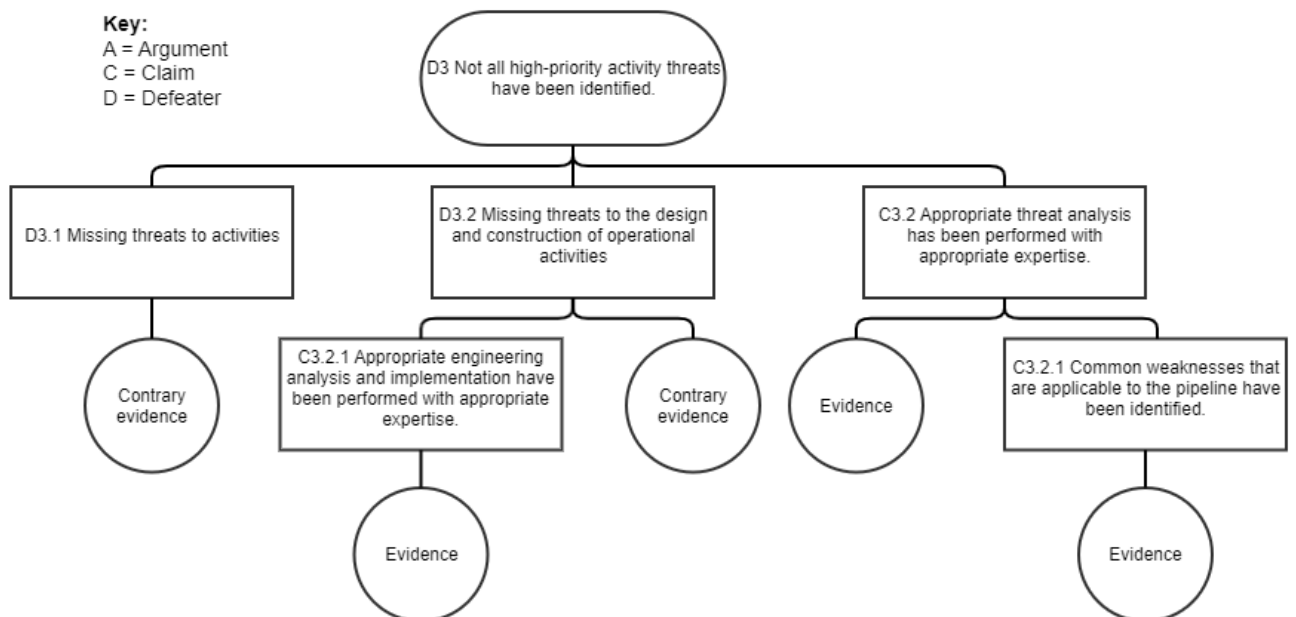 Key:
A = Argument
C = Claim
D = Defeater
D3 Not all high-priority activity threats
have been identified.
D3.1 Missing threats to activities
D3.2 Missing threats to the design
and construction of operational
activities
C3.2 Appropriate threat analysis
has been performed with
appropriate expertise.
Contrary
evidence
C3.2.1 Appropriate engineering
analysis and implementation have
been performed with appropriate
expertise.
Contrary
evidence
Evidence
C3.2.1 Common weaknesses that
are applicable to the pipeline have
been identified.
Evidence
Evidence